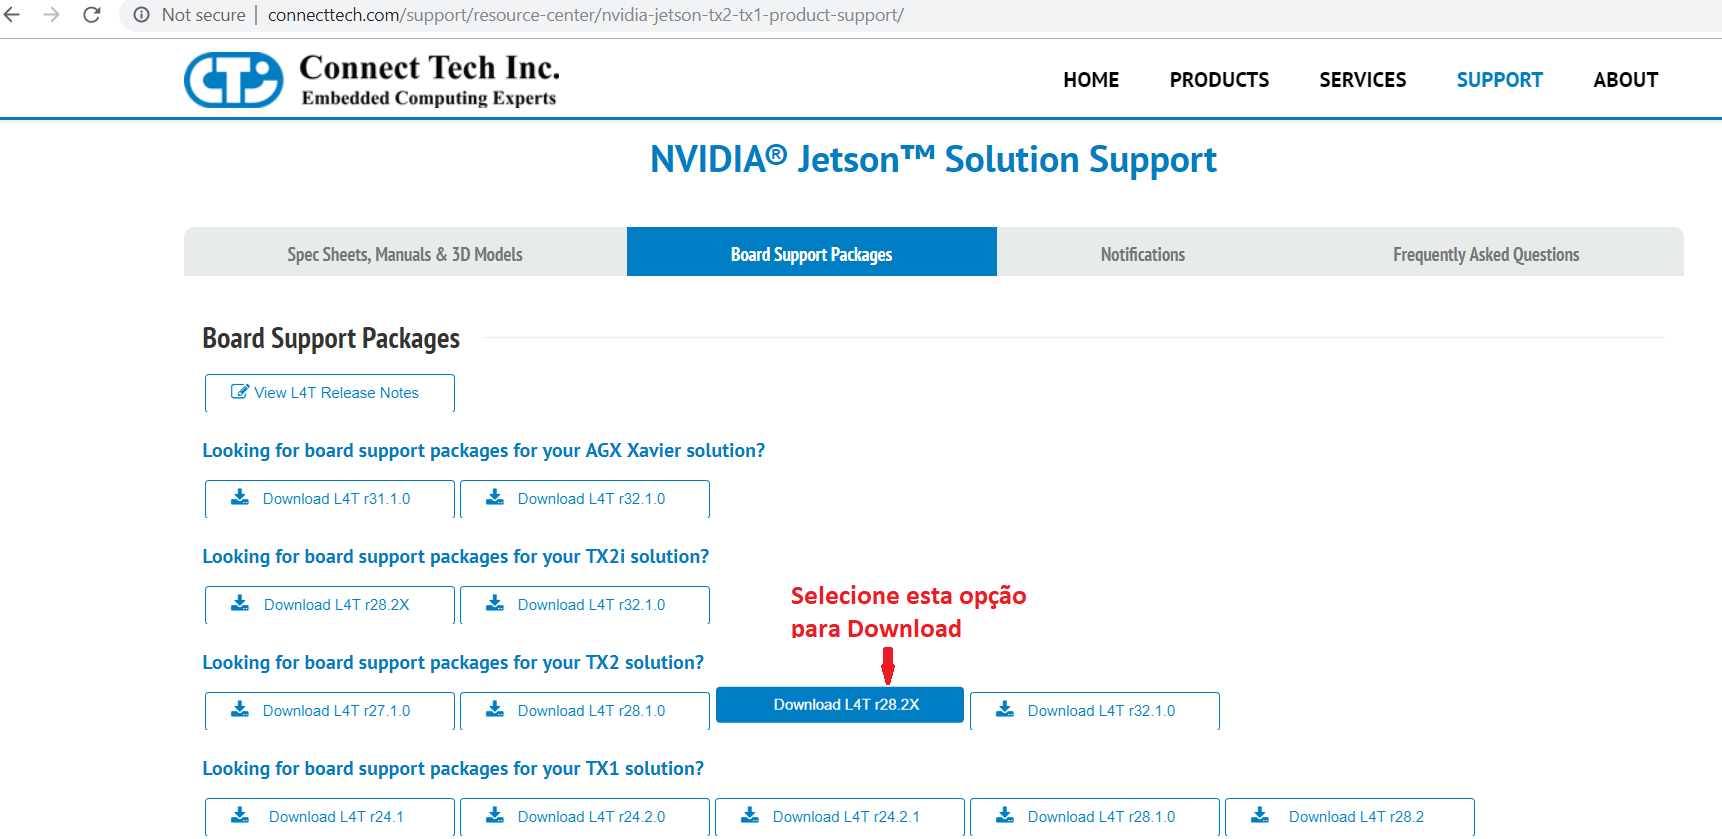 Not secure | connecttech.com/support/resource-center/nvidia-jetson-tx2-tx1-product-support/
CTi Connect Tech Inc.
Embedded Computing Experts
HOME PRODUCTS SERVICES SUPPORT ABOUT
NVIDIA® Jetson™ Solution Support
Spec Sheets, Manuals & 3D Models Board Support Packages Notifications Frequently Asked Questions
Board Support Packages
View L4T Release Notes
Looking for board support packages for your AGX Xavier solution?
Download L4T r31.1.0 Download L4T r32.1.0
Looking for board support packages for your TX2i solution?
Download L4T r28.2X Download L4T r32.1.0
Selecione esta opção
para Download
Looking for board support packages for your TX2 solution?
Download L4T r27.1.0 Download L4T r28.1.0 Download L4T r28.2X Download L4T r32.1.0
Looking for board support packages for your TX1 solution?
Download L4T r24.1 Download L4T r24.2.0 Download L4T r24.2.1 Download L4T r28.1.0 Download L4T r28.2